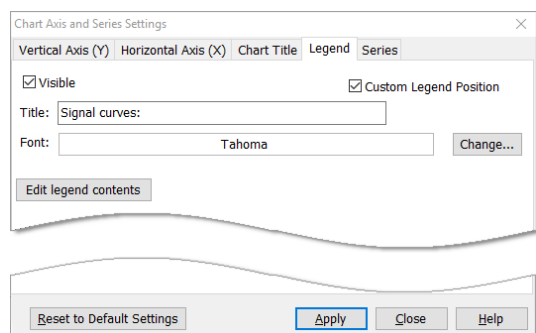 Chart Axis and Series Settings
Vertical Axis (Y) Horizontal Axis (X) Chart Title Legend Series
Visible Custom Legend Position
Title: Signal curves:
Font: Tahoma Change...
Edit legend contents
Reset to Default Settings Apply Close Help